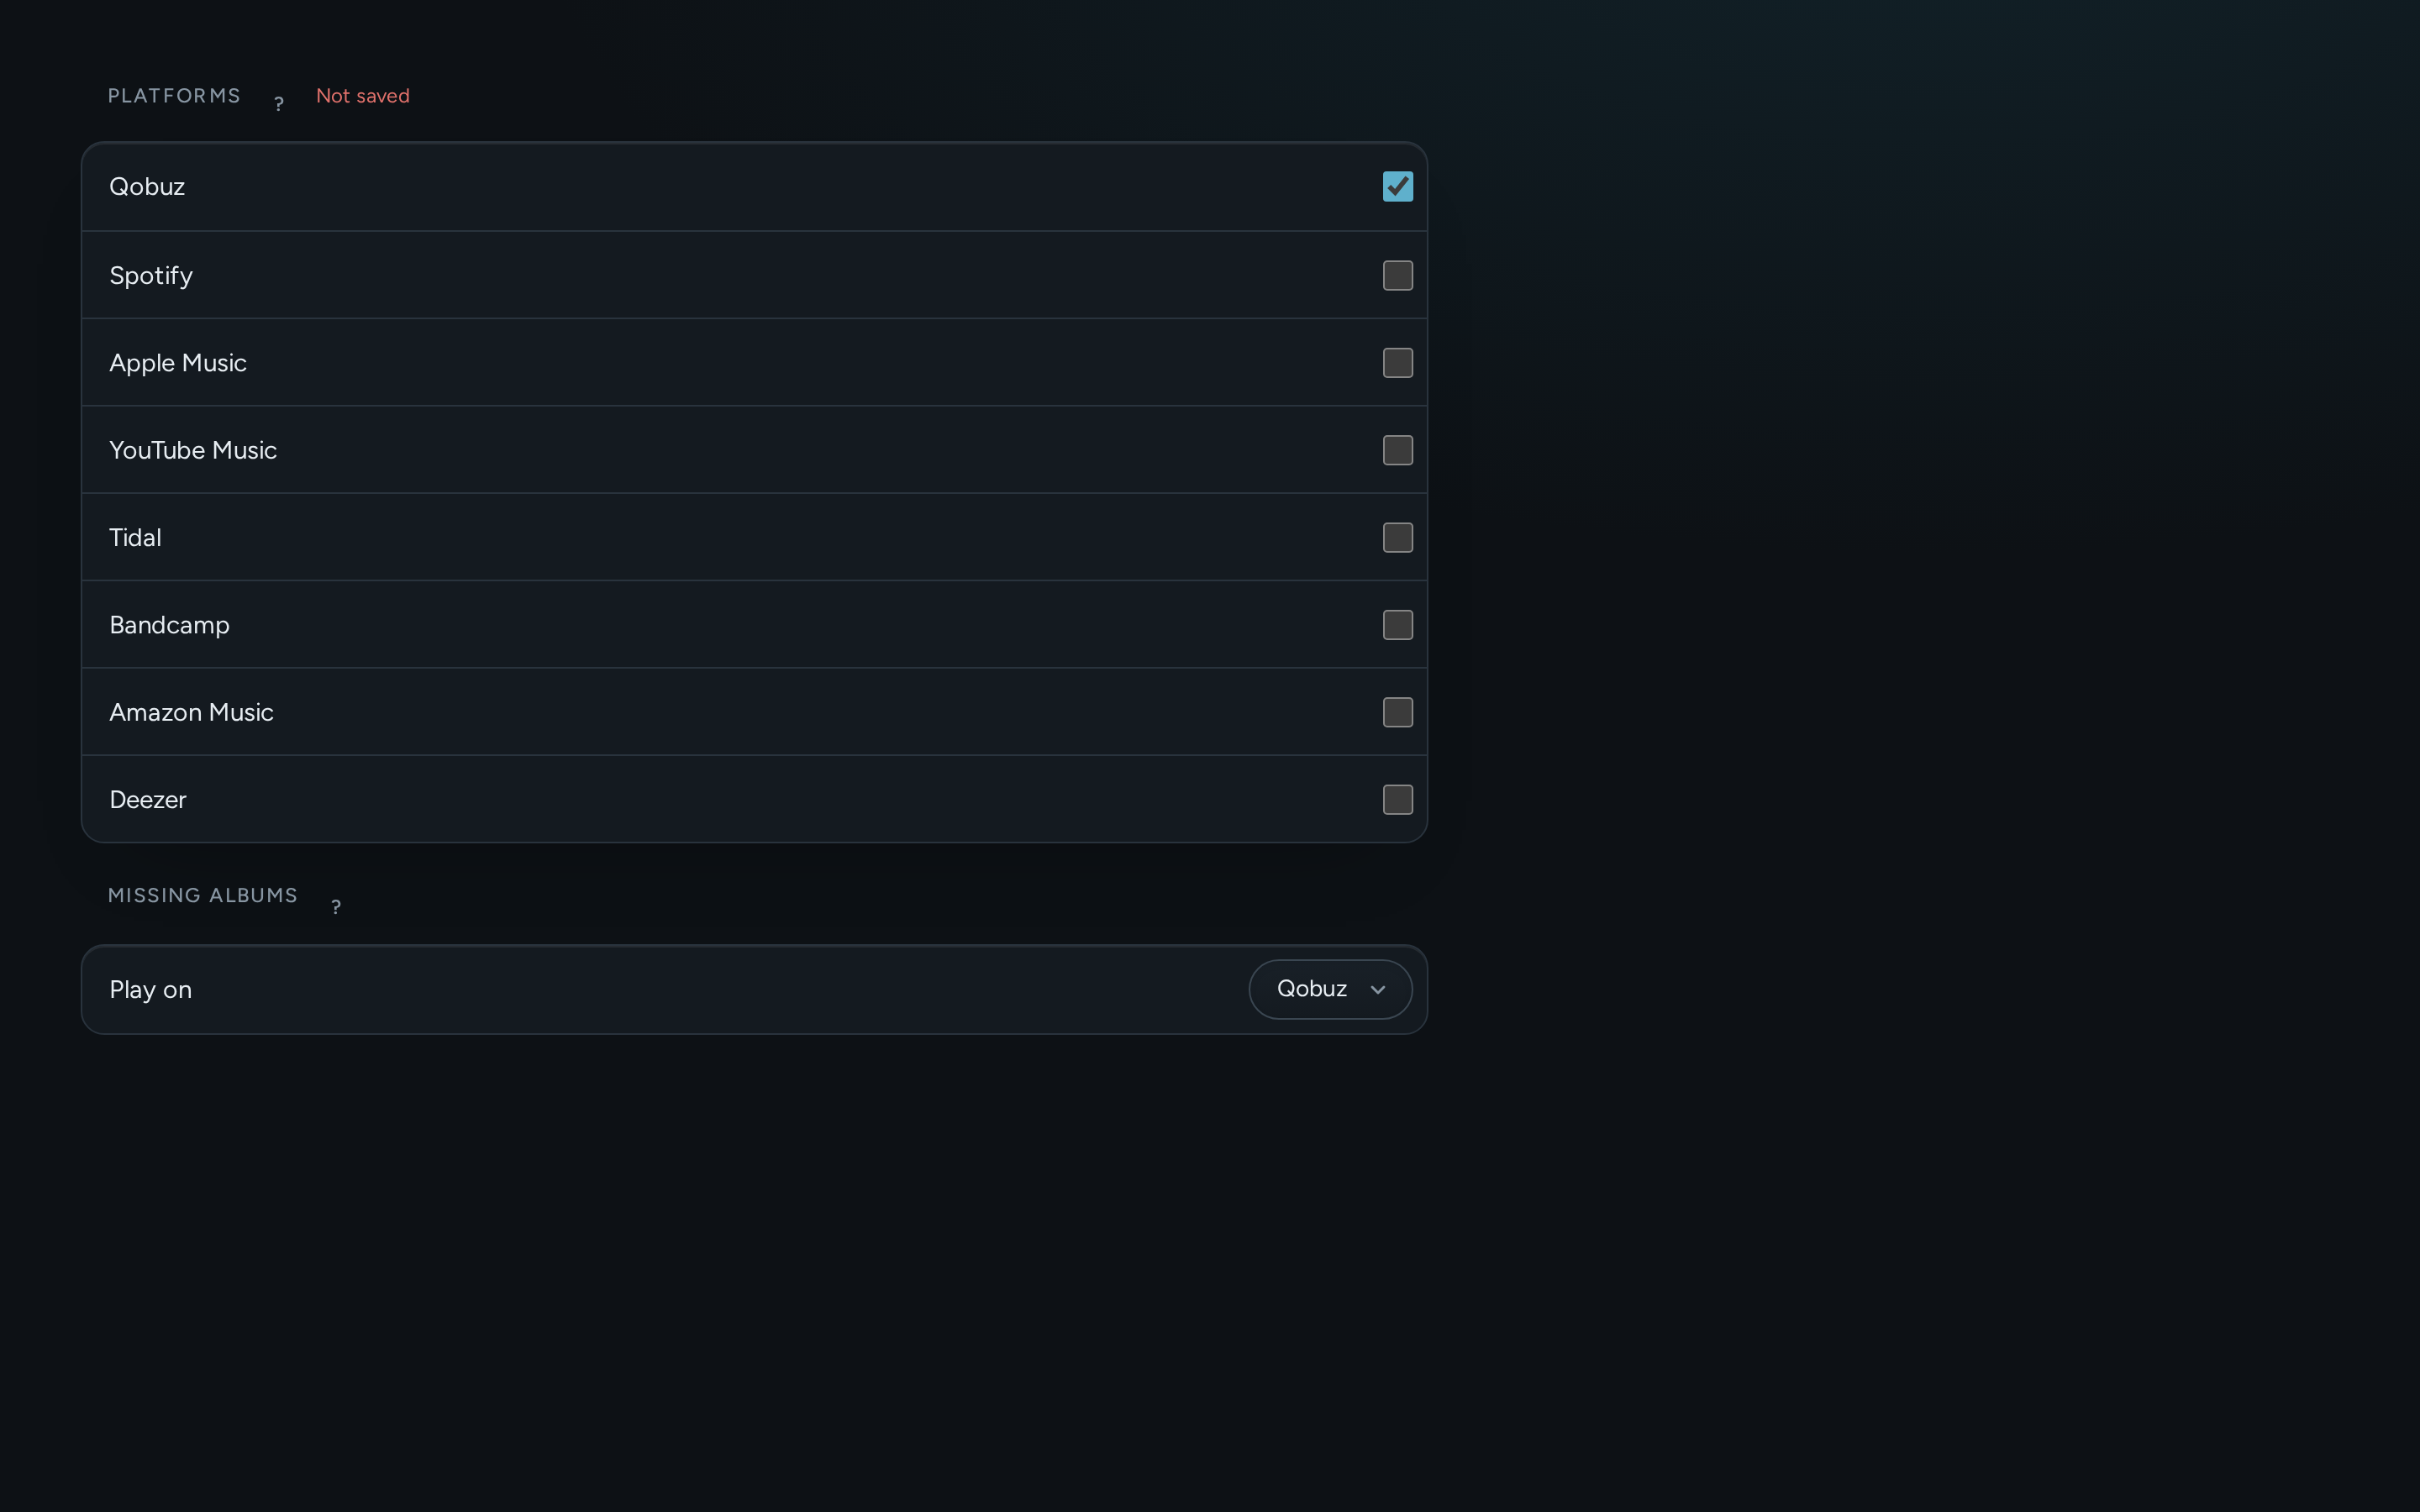 PLATFORMS ? Not saved
Qobuz
Spotify
Apple Music
YouTube Music
Tidal
Bandcamp
Amazon Music
Deezer
MISSING ALBUMS ?
Play on Qobuz